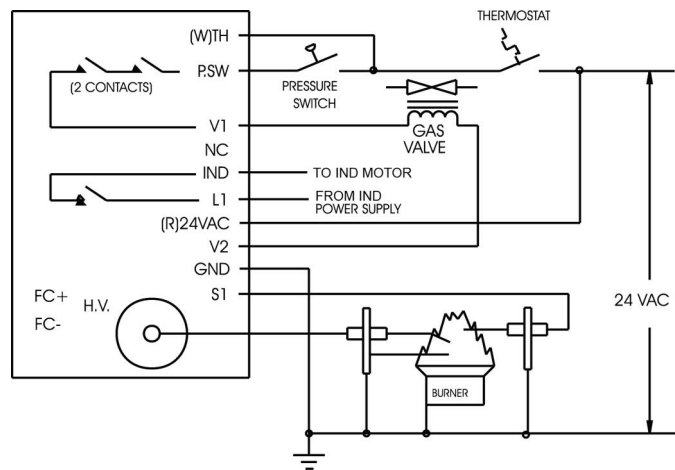 (W)TH
THERMOSTAT
P.SW
(2 CONTACTS)
PRESSURE
SWITCH
V1
GAS
VALVE
NC
IND
TO IND MOTOR
L1
FROM IND
POWER SUPPLY
(R)24VAC
V2
GND
S1
FC+
H.V.
FC-
24 VAC
BURNER